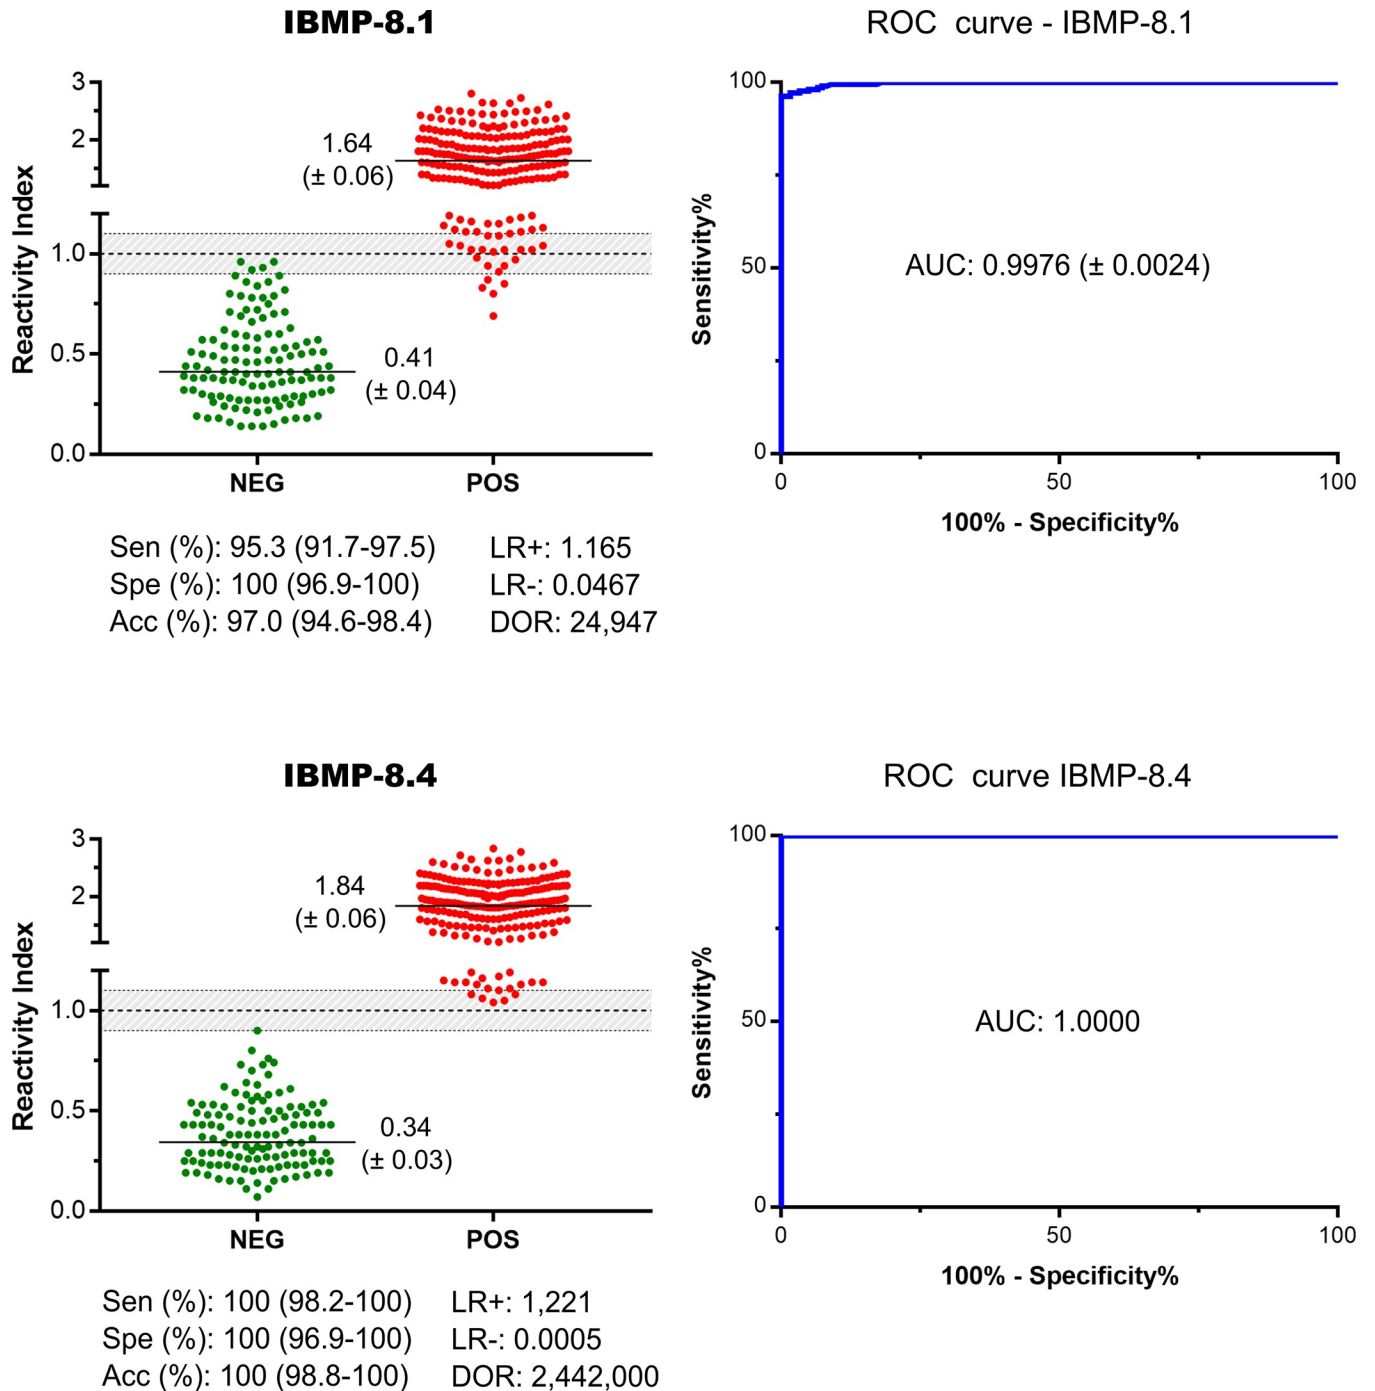 IBMP-8.1
ROC curve - IBMP-8.1
3
2
1.0
0.5
0.0
Reactivity Index
1.64
(± 0.06)
0.41
(± 0.04)
NEG
POS
Sen (%): 95.3 (91.7-97.5)
LR+: 1.165
Spe (%): 100 (96.9-100)
LR-: 0.0467
Acc (%): 97.0 (94.6-98.4)
DOR: 24,947
100
50
0
Sensitivity%
AUC: 0.9976 (± 0.0024)
0
50
100
100% - Specificity%
IBMP-8.4
ROC curve IBMP-8.4
3
2
1.0
0.5
0.0
Reactivity Index
1.84
(± 0.06)
0.34
(± 0.03)
NEG
POS
Sen (%): 100 (98.2-100)
LR+: 1,221
Spe (%): 100 (96.9-100)
LR-: 0.0005
Acc (%): 100 (98.8-100)
DOR: 2,442,000
100
50
0
Sensitivity%
AUC: 1.0000
0
50
100
100% - Specificity%